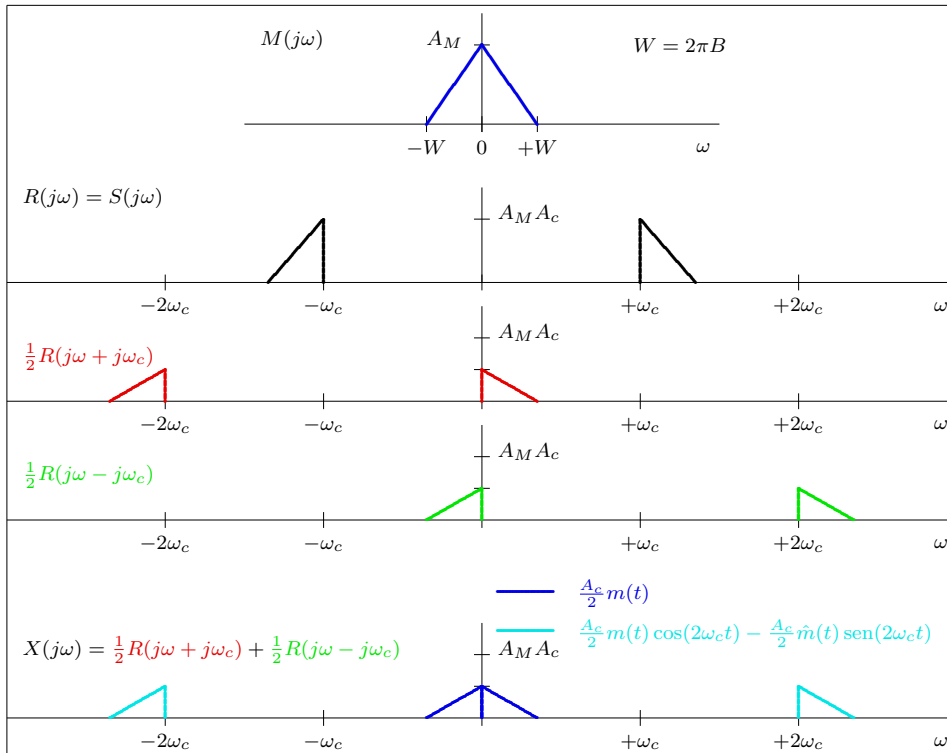 M(jω) A_M W = 2πB
−W 0 +W ω
R(jω) = S(jω) A_M A_c
−2ω_c −ω_c +ω_c +2ω_c ω
½R(jω + jω_c) A_M A_c
−2ω_c −ω_c +ω_c +2ω_c ω
½R(jω − jω_c) A_M A_c
−2ω_c −ω_c +ω_c +2ω_c ω
A_c/2 m(t)
A_c/2 m(t) cos(2ω_c t) − A_c/2 m̂(t) sen(2ω_c t)
X(jω) = ½R(jω + jω_c) + ½R(jω − jω_c) A_M A_c
−2ω_c −ω_c +ω_c +2ω_c ω